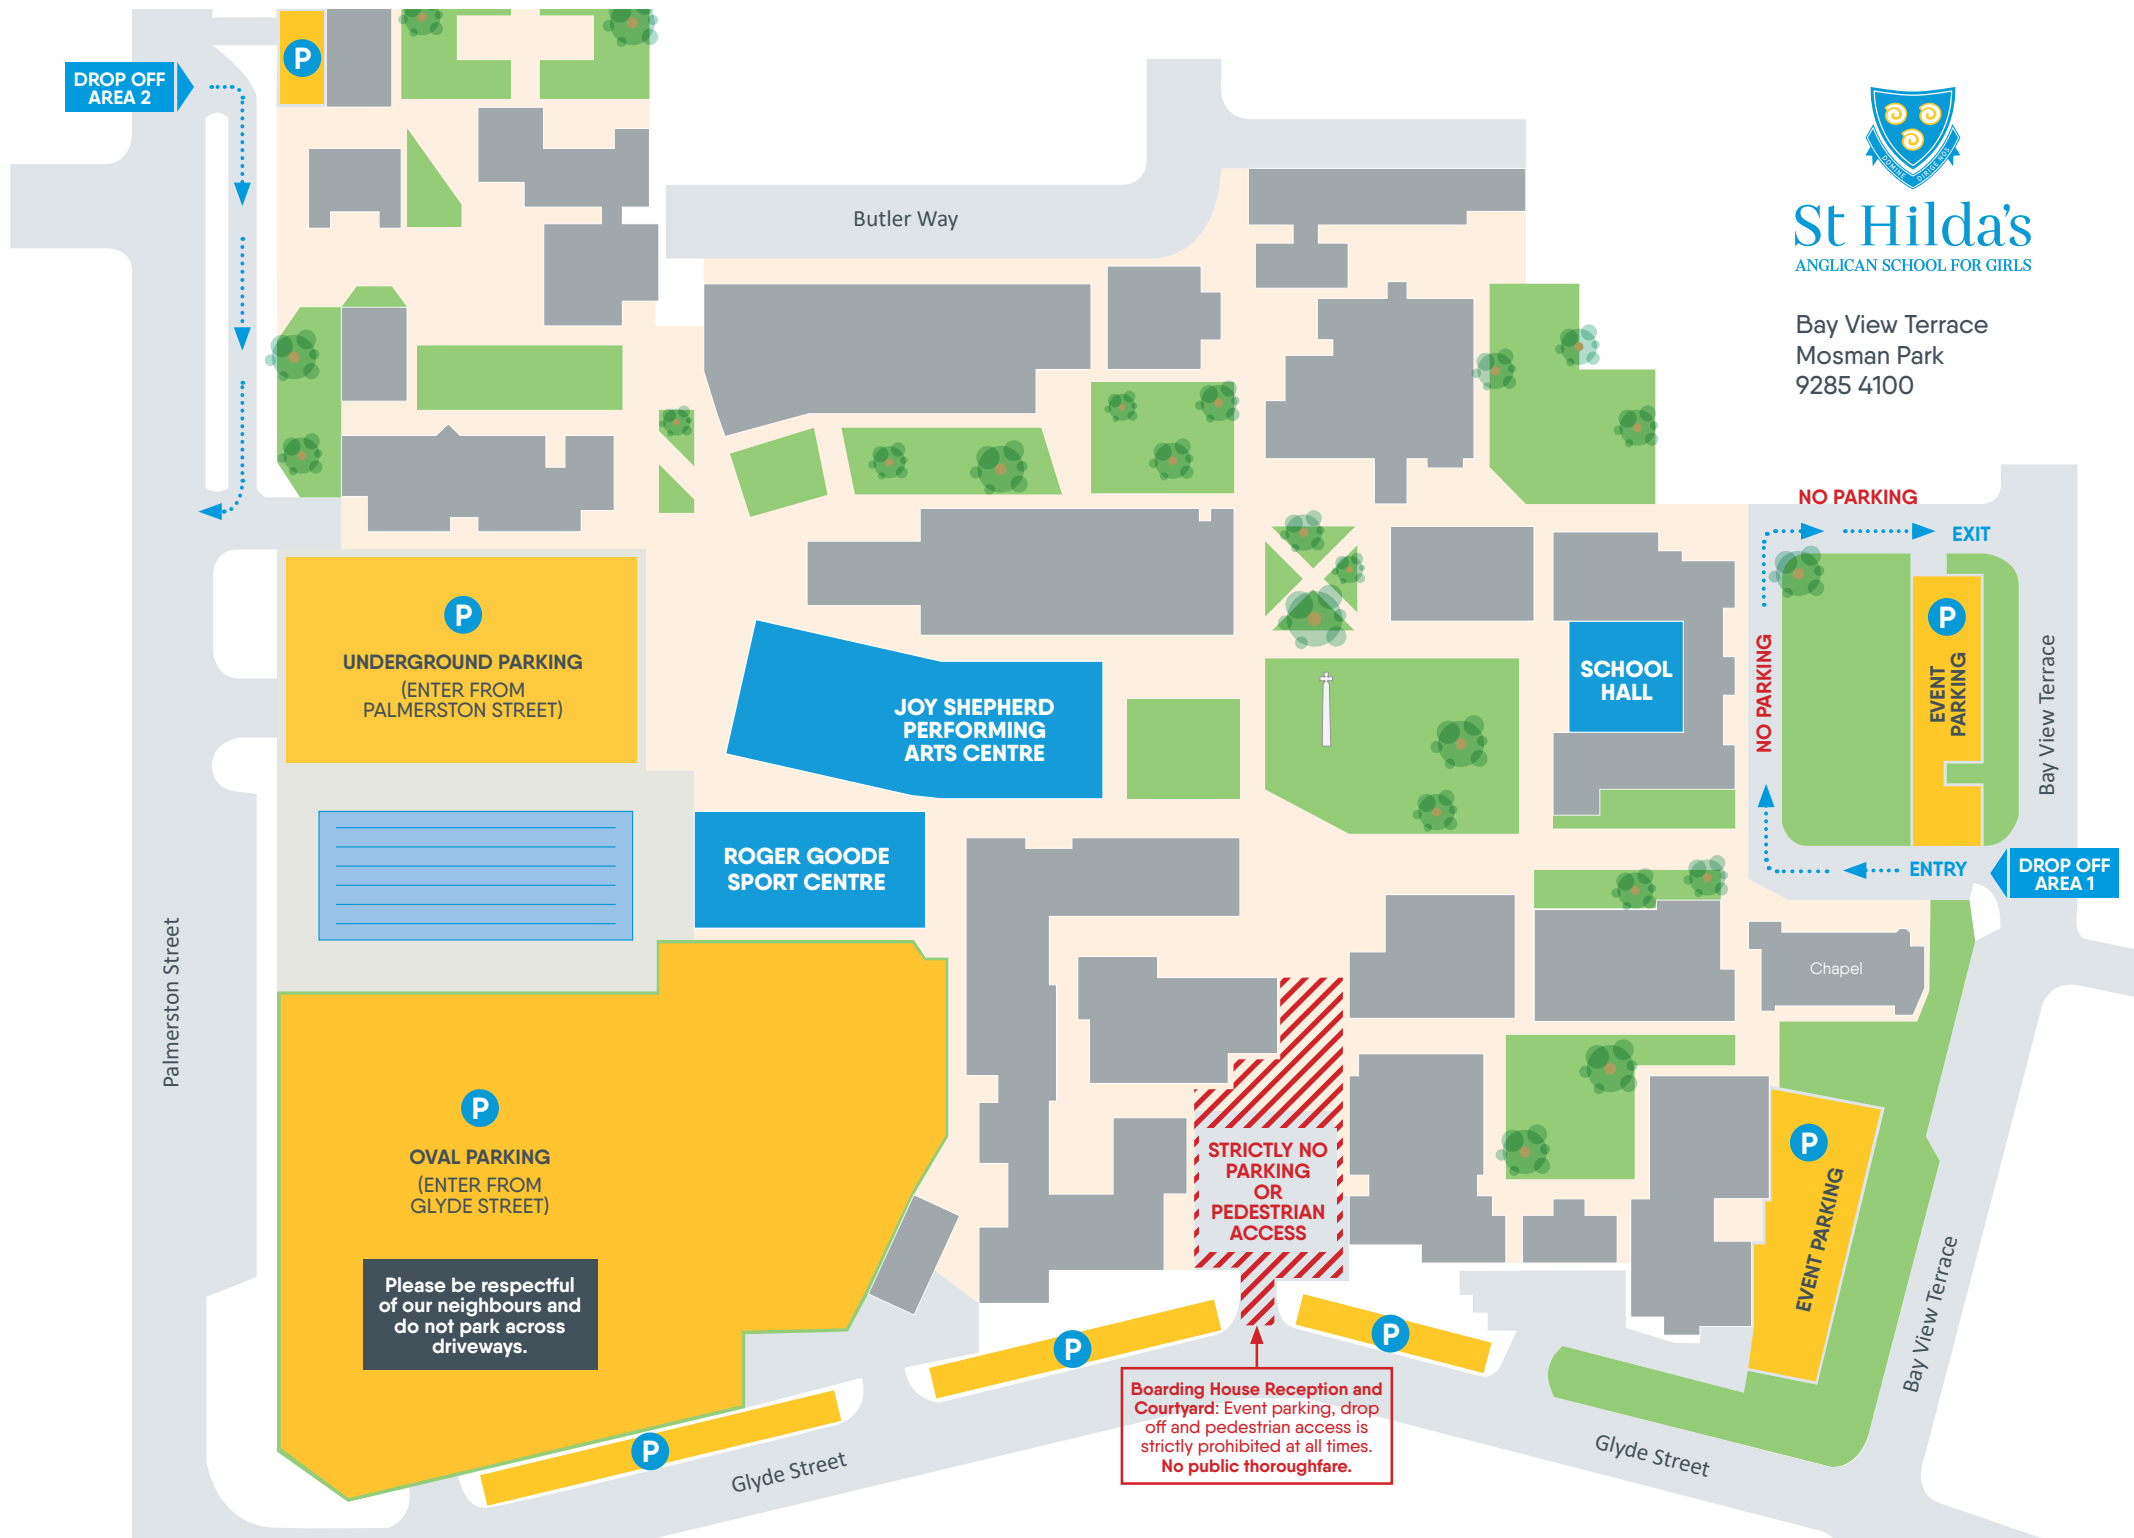 P
DROP OFF
AREA 2
DOMINE DIRIGE NOS
St Hilda's
ANGLICAN SCHOOL FOR GIRLS
Butler Way
Bay View Terrace
Mosman Park
9285 4100
NO PARKING
EXIT
P
UNDERGROUND PARKING
(ENTER FROM
PALMERSTON STREET)
JOY SHEPHERD
PERFORMING
ARTS CENTRE
SCHOOL
HALL
NO PARKING
P
EVENT
PARKING
Bay View Terrace
ROGER GOODE
SPORT CENTRE
ENTRY
DROP OFF
AREA 1
Chapel
Palmerston Street
P
OVAL PARKING
(ENTER FROM
GLYDE STREET)
STRICTLY NO
PARKING
OR
PEDESTRIAN
ACCESS
P
EVENT PARKING
Bay View Terrace
Please be respectful
of our neighbours and
do not park across
driveways.
P
P
P
Boarding House Reception and
Courtyard: Event parking, drop
off and pedestrian access is
strictly prohibited at all times.
No public thoroughfare.
Glyde Street
Glyde Street